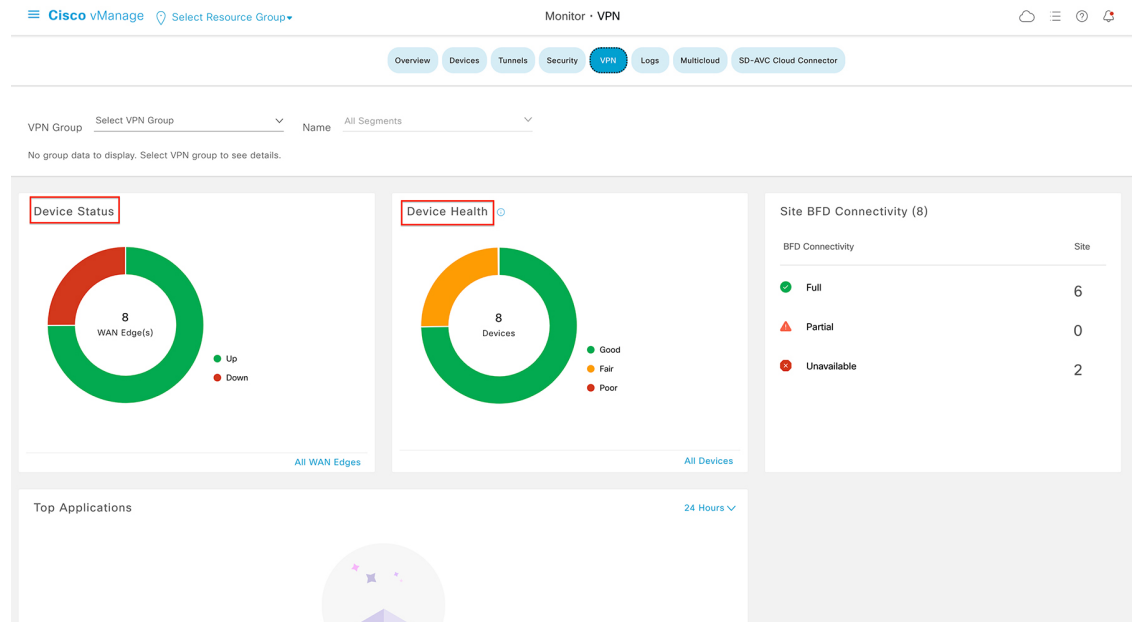 Cisco vManage
Select Resource Group
Monitor · VPN
Overview
Devices
Tunnels
Security
VPN
Logs
Multicloud
SD-AVC Cloud Connector
VPN Group
Select VPN Group
Name
All Segments
No group data to display. Select VPN group to see details.
Device Status
8
WAN Edge(s)
Up
Down
All WAN Edges
Device Health
8
Devices
Good
Fair
Poor
All Devices
Site BFD Connectivity (8)
BFD Connectivity Site
Full 6
Partial 0
Unavailable 2
Top Applications
24 Hours